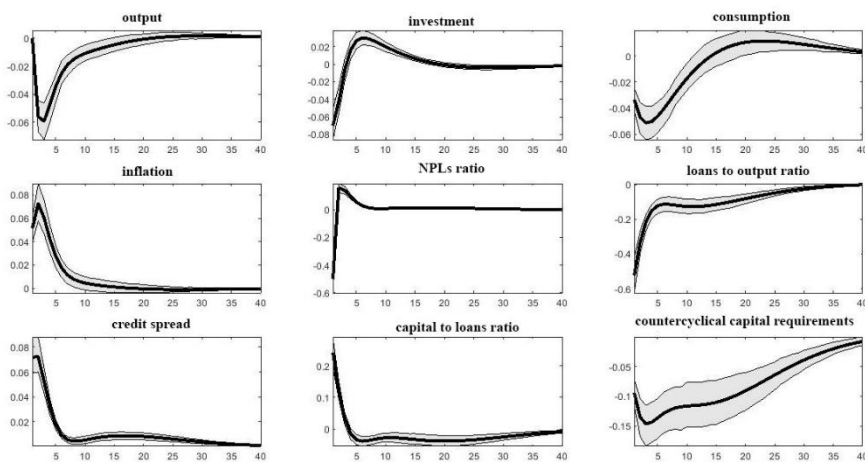 output
investment
consumption
0
-0.02
-0.04
-0.06
5 10 15 20 25 30 35 40
0.02
0
-0.02
-0.04
-0.06
-0.08
5 10 15 20 25 30 35 40
0
-0.02
-0.04
-0.06
5 10 15 20 25 30 35 40
inflation
NPLs ratio
loans to output ratio
0.08
0.06
0.04
0.02
0
5 10 15 20 25 30 35 40
0
-0.2
-0.4
-0.6
5 10 15 20 25 30 35 40
0
-0.2
-0.4
-0.6
5 10 15 20 25 30 35 40
credit spread
capital to loans ratio
countercyclical capital requirements
0.08
0.06
0.04
0.02
5 10 15 20 25 30 35 40
0.2
0.1
0
5 10 15 20 25 30 35 40
-0.05
-0.1
-0.15
5 10 15 20 25 30 35 40